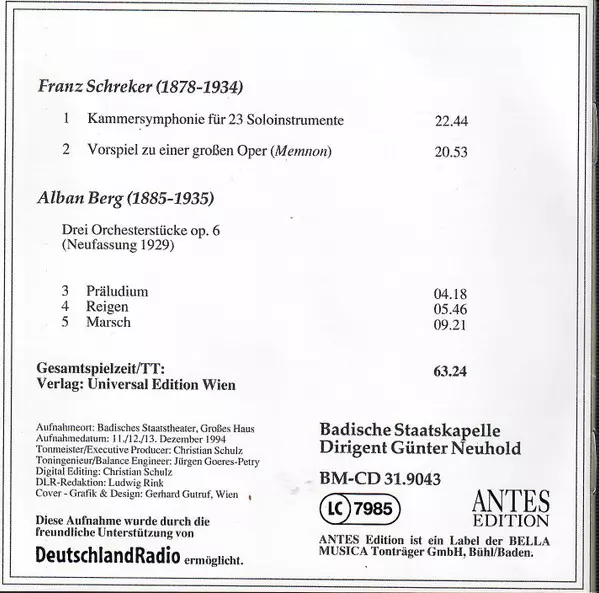 Franz Schreker (1878-1934)
1 Kammersymphonie für 23 Soloinstrumente 22.44
2 Vorspiel zu einer großen Oper (Memnon) 20.53
Alban Berg (1885-1935)
Drei Orchesterstücke op. 6
(Neufassung 1929)
3 Präludium 04.18
4 Reigen 05.46
5 Marsch 09.21
Gesamtspielzeit/TT: 63.24
Verlag: Universal Edition Wien
Aufnahmeort: Badisches Staatstheater, Großes Haus
Aufnahmedatum: 11./12./13. Dezember 1994
Tonmeister/Executive Producer: Christian Schulz
Toningenieur/Balance Engineer: Jürgen Goeres-Petry
Digital Editing: Christian Schulz
DLR-Redaktion: Ludwig Rink
Cover - Grafik & Design: Gerhard Gutruf, Wien
Diese Aufnahme wurde durch die
freundliche Unterstützung von
DeutschlandRadio ermöglicht.
Badische Staatskapelle
Dirigent Günter Neuhold
BM-CD 31.9043
LC 7985
ANTES
EDITION
ANTES Edition ist ein Label der BELLA
MUSICA Tonträger GmbH, Bühl/Baden.